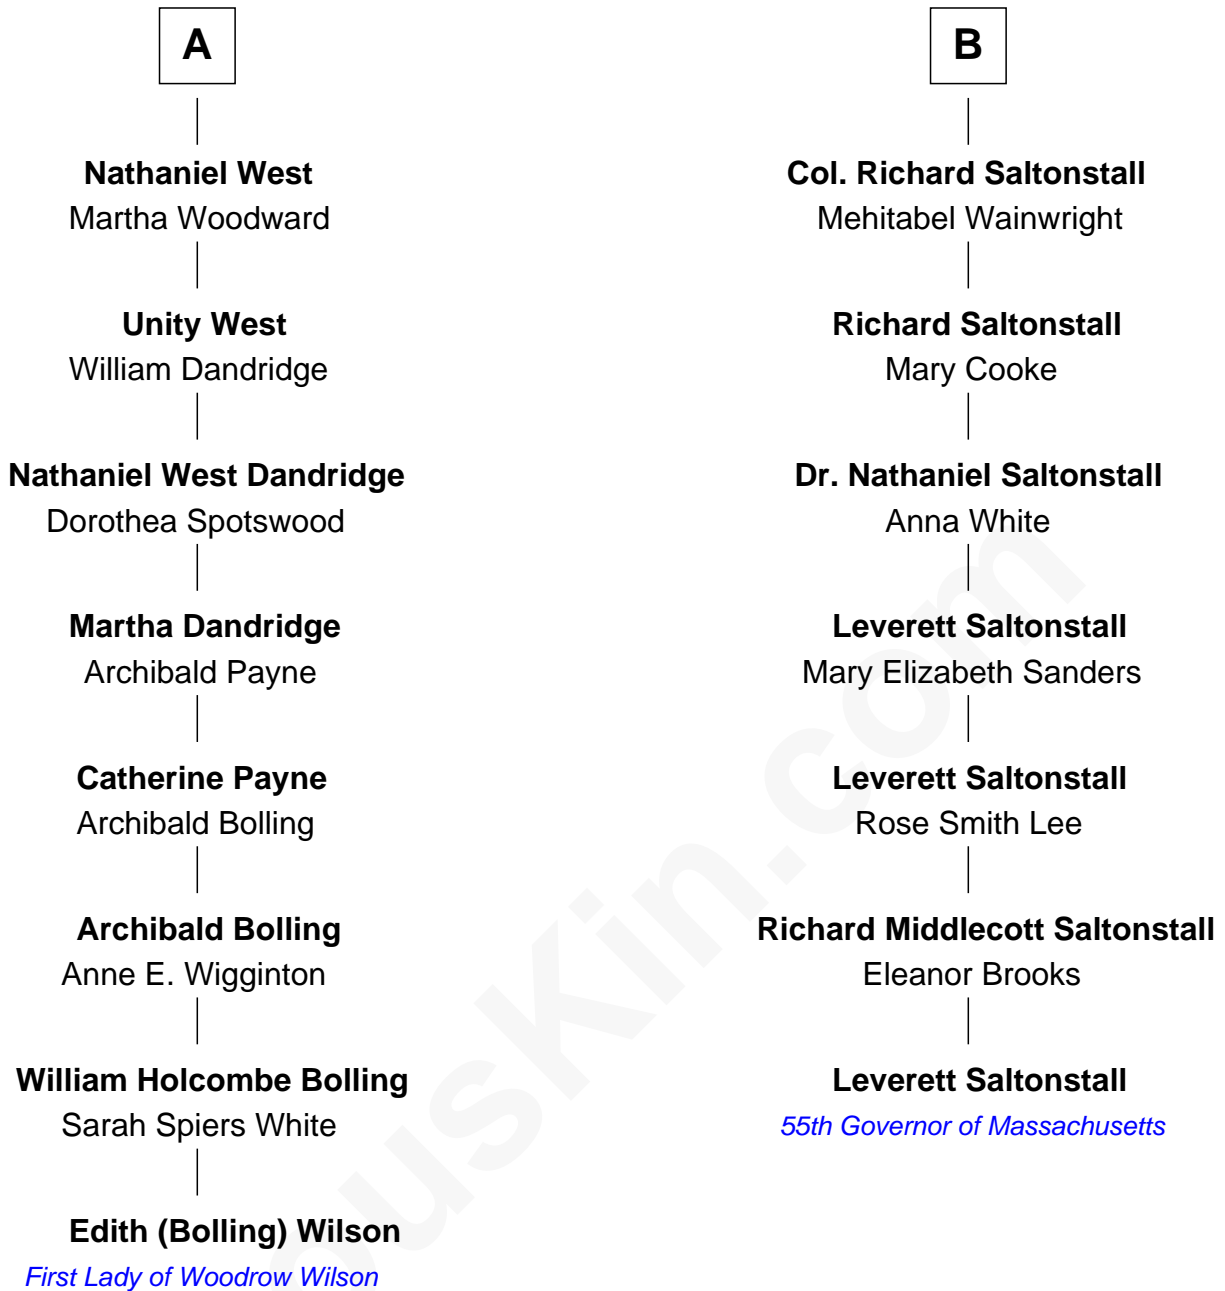 A
Nathaniel West
Martha Woodward
Unity West
William Dandridge
Nathaniel West Dandridge
Dorothea Spotswood
Martha Dandridge
Archibald Payne
Catherine Payne
Archibald Bolling
Archibald Bolling
Anne E. Wigginton
William Holcombe Bolling
Sarah Spiers White
Edith (Bolling) Wilson
First Lady of Woodrow Wilson
B
Col. Richard Saltonstall
Mehitabel Wainwright
Richard Saltonstall
Mary Cooke
Dr. Nathaniel Saltonstall
Anna White
Leverett Saltonstall
Mary Elizabeth Sanders
Leverett Saltonstall
Rose Smith Lee
Richard Middlecott Saltonstall
Eleanor Brooks
Leverett Saltonstall
55th Governor of Massachusetts
ousKin.com